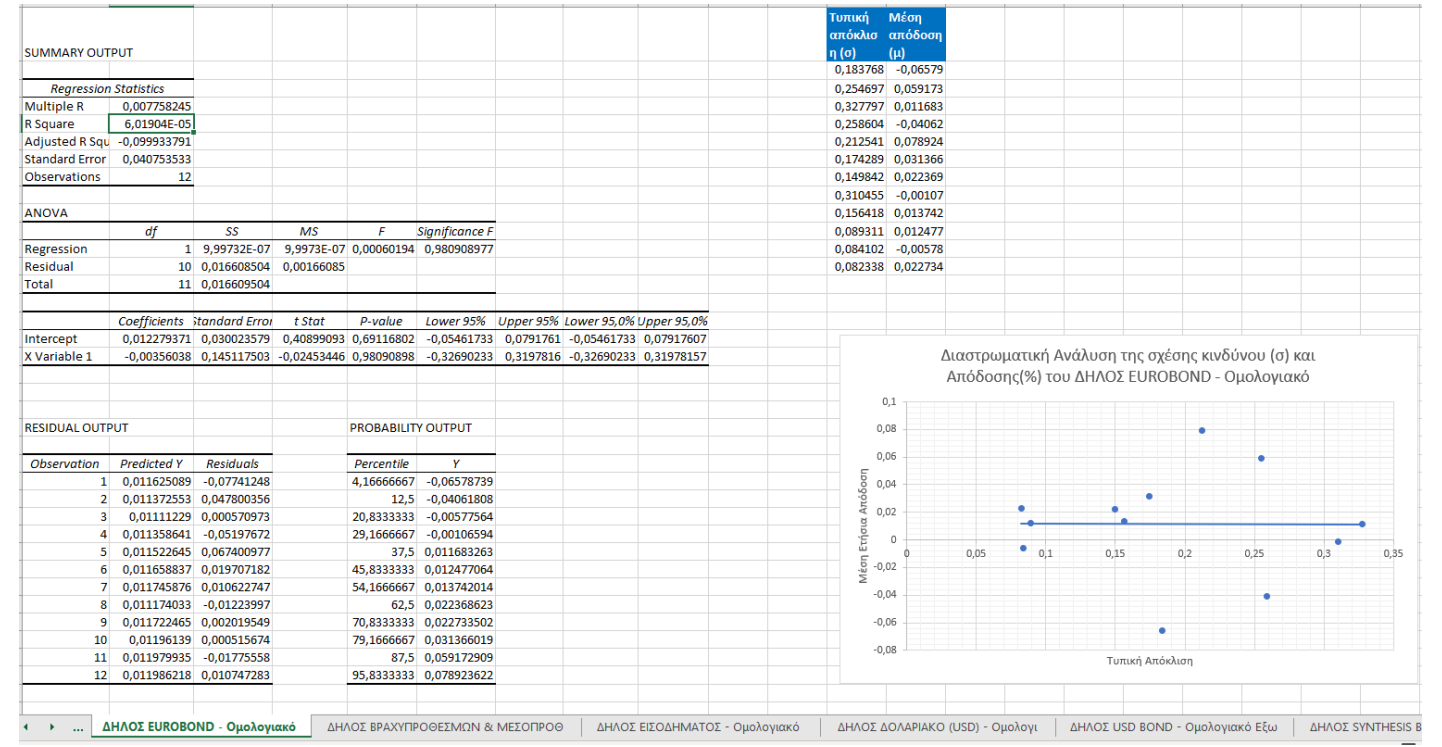 SUMMARY OUTPUT
Regression Statistics
Multiple R 0,007758245
R Square 6,01904E-05
Adjusted R Squ -0,099933791
Standard Error 0,040753533
Observations 12
ANOVA
df SS MS F Significance F
Regression 1 9,99732E-07 9,9973E-07 0,00060194 0,980908977
Residual 10 0,016608504 0,00166085
Total 11 0,016609504
Coefficients Standard Error t Stat P-value Lower 95% Upper 95% Lower 95,0% Upper 95,0%
Intercept 0,012279371 0,030023579 0,40899093 0,69116802 -0,05461733 0,0791761 -0,05461733 0,07917607
X Variable 1 -0,00356038 0,145117503 -0,02453446 0,98090898 -0,32690233 0,3197816 -0,32690233 0,31978157
RESIDUAL OUTPUT PROBABILITY OUTPUT
Observation Predicted Y Residuals Percentile Y
1 0,011625089 -0,07741248 4,16666667 -0,06578739
2 0,011372553 0,047800356 12,5 -0,04061808
3 0,01111229 0,000570973 20,8333333 -0,00577564
4 0,011358641 -0,05197672 29,1666667 -0,00106594
5 0,011522645 0,067400977 37,5 0,011683263
6 0,011658837 0,019707182 45,8333333 0,012477064
7 0,011745876 0,010622747 54,1666667 0,013742014
8 0,011174033 -0,01223997 62,5 0,022368623
9 0,011722465 0,002019549 70,8333333 0,022733502
10 0,01196139 0,000515674 79,1666667 0,031366019
11 0,011979935 -0,01775558 87,5 0,059172909
12 0,011986218 0,010747283 95,8333333 0,078923622
Τυπική Μέση
απόκλισ απόδοση
η (σ) (μ)
0,183768 -0,06579
0,254697 0,059173
0,327797 0,011683
0,258604 -0,04062
0,212541 0,078924
0,174289 0,031366
0,149842 0,022369
0,310455 -0,00107
0,156418 0,013742
0,089311 0,012477
0,084102 -0,00578
0,082338 0,022734
Διαστρωματική Ανάλυση της σχέσης κινδύνου (σ) και
Απόδοσης(%) του ΔΗΛΟΣ EUROBOND - Ομολογιακό
Μέση Ετήσια Απόδοση
0,1
0,08
0,06
0,04
0,02
0
-0,02
-0,04
-0,06
-0,08
0 0,05 0,1 0,15 0,2 0,25 0,3 0,35
Τυπική Απόκλιση
... ΔΗΛΟΣ EUROBOND - Ομολογιακό ΔΗΛΟΣ ΒΡΑΧΥΠΡΟΘΕΣΜΩΝ & ΜΕΣΟΠΡΟΘ ΔΗΛΟΣ ΕΙΣΟΔΗΜΑΤΟΣ - Ομολογιακό ΔΗΛΟΣ ΔΟΛΑΡΙΑΚΟ (USD) - Ομολογι ΔΗΛΟΣ USD BOND - Ομολογιακό Εξω ΔΗΛΟΣ SYNTHESIS B